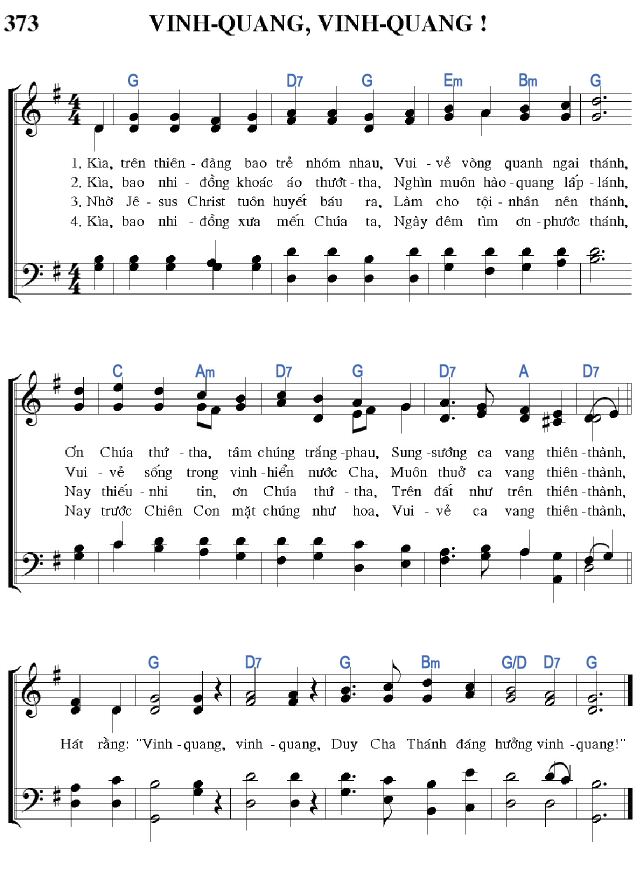 373 VINH-QUANG, VINH-QUANG !
G D7 G Em Bm G
1. Kìa, trên thiên-đàng bao trẻ nhóm nhau, Vui-vẻ vòng quanh ngai thánh,
2. Kìa, bao nhi-đồng khoác áo thướt-tha, Nghìn muôn hào-quang lấp-lánh,
3. Nhờ Jê-sus Christ tuôn huyết báu ra, Làm cho tội-nhân nên thánh,
4. Kìa, bao nhi-đồng xưa mến Chúa ta, Ngày đêm tìm ơn-phước thánh,
C Am D7 G D7 A D7
Ơn Chúa thứ-tha, tâm chúng trắng-phau, Sung-sướng ca vang thiên-thành,
Vui-vẻ sống trong vinh-hiển nước Cha, Muôn thuở ca vang thiên-thành,
Nay thiếu-nhi tin, ơn Chúa thứ-tha, Trên đất như trên thiên-thành,
Nay trước Chiên Con mặt chúng như hoa, Vui-vẻ ca vang thiên-thành,
G D7 G Bm G/D D7 G
Hát rằng: "Vinh-quang, vinh-quang, Duy Cha Thánh đáng hưởng vinh-quang!"